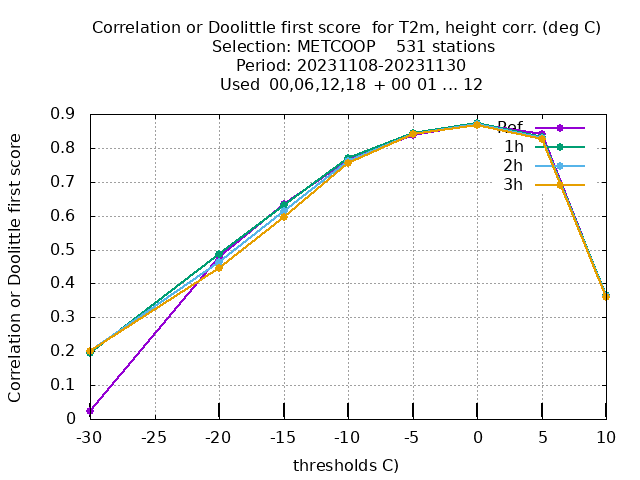 Correlation or Doolittle first score for T2m, height corr. (deg C)
Selection: METCOOP 531 stations
Period: 20231108-20231130
Used 00,06,12,18 + 00 01 ... 12
Correlation or Doolittle first score
0.9
0.8
0.7
0.6
0.5
0.4
0.3
0.2
0.1
0
Ref
1h
2h
3h
-30 -25 -20 -15 -10 -5 0 5 10
thresholds C)